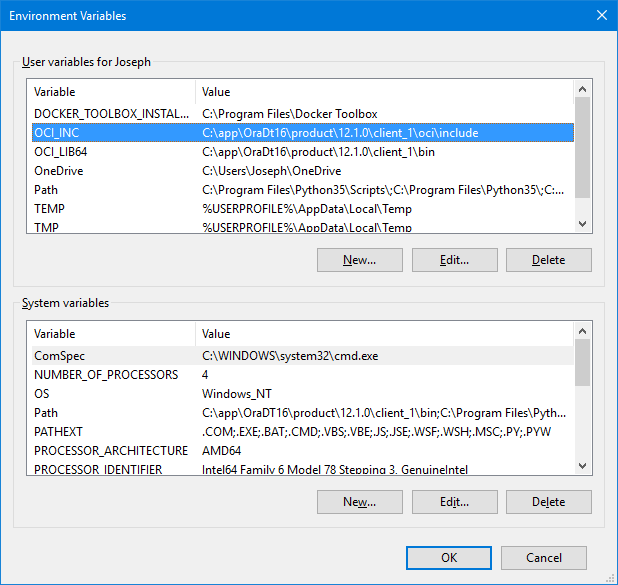 Environment Variables
User variables for Joseph
Variable Value
DOCKER_TOOLBOX_INSTAL... C:\Program Files\Docker Toolbox
OCI_INC C:\app\OraDt16\product\12.1.0\client_1\oci\include
OCI_LIB64 C:\app\OraDt16\product\12.1.0\client_1\bin
OneDrive C:\Users\Joseph\OneDrive
Path C:\Program Files\Python35\Scripts\;C:\Program Files\Python35\;C:...
TEMP %USERPROFILE%\AppData\Local\Temp
TMP %USERPROFILE%\AppData\Local\Temp
New... Edit... Delete
System variables
Variable Value
ComSpec C:\WINDOWS\system32\cmd.exe
NUMBER_OF_PROCESSORS 4
OS Windows_NT
Path C:\app\OraDT16\product\12.1.0\client_1\bin;C:\Program Files\Pyth...
PATHEXT .COM;.EXE;.BAT;.CMD;.VBS;.VBE;.JS;.JSE;.WSF;.WSH;.MSC;.PY;.PYW
PROCESSOR_ARCHITECTURE AMD64
PROCESSOR_IDENTIFIER Intel64 Family 6 Model 78 Stepping 3, GenuineIntel
New... Edit... Delete
OK Cancel